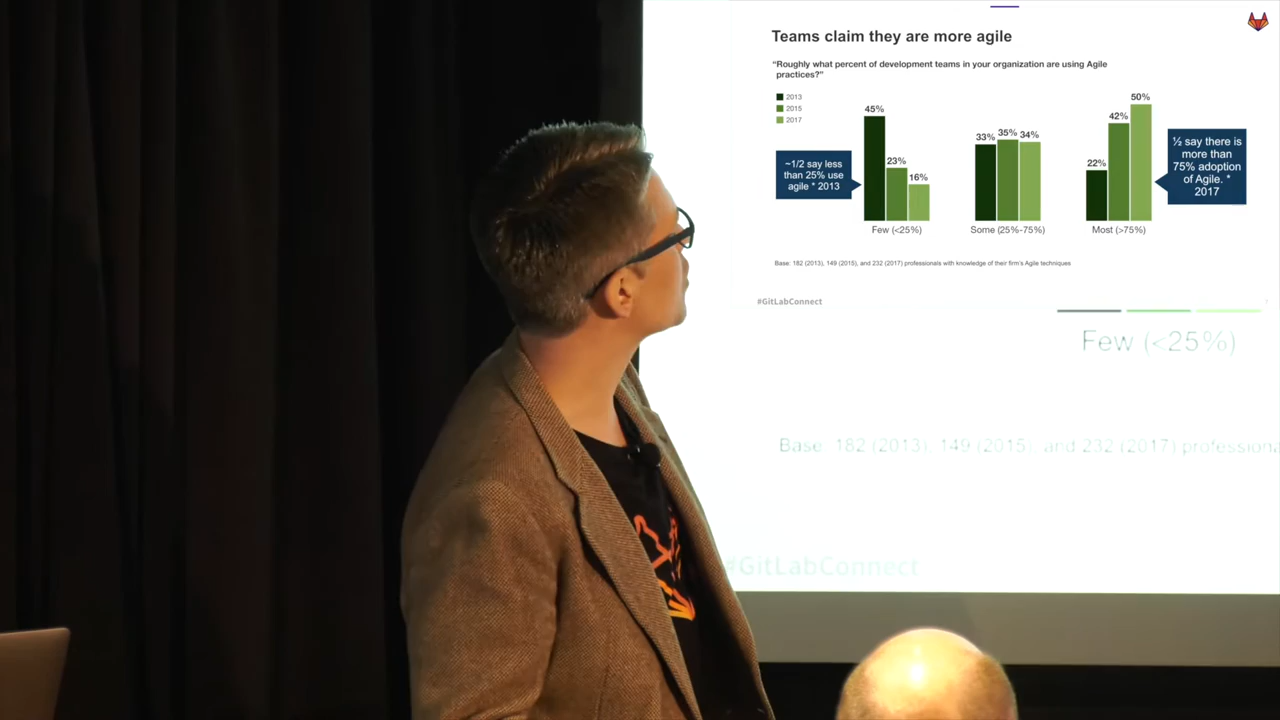 Teams claim they are more agile
“Roughly what percent of development teams in your organization are using Agile
practices?”
2013
2015
2017
45%
23%
16%
33%
35%
34%
22%
42%
50%
~1/2 say less
than 25% use
agile * 2013
½ say there is
more than
75% adoption
of Agile. *
2017
Few (<25%)
Some (25%-75%)
Most (>75%)
Base: 182 (2013), 149 (2015), and 232 (2017) professionals with knowledge of their firm's Agile techniques
#GitLabConnect
7
Few (<25%)
Base: 182 (2013), 149 (2015), and 232 (2017) professiona
#GitLabConnect